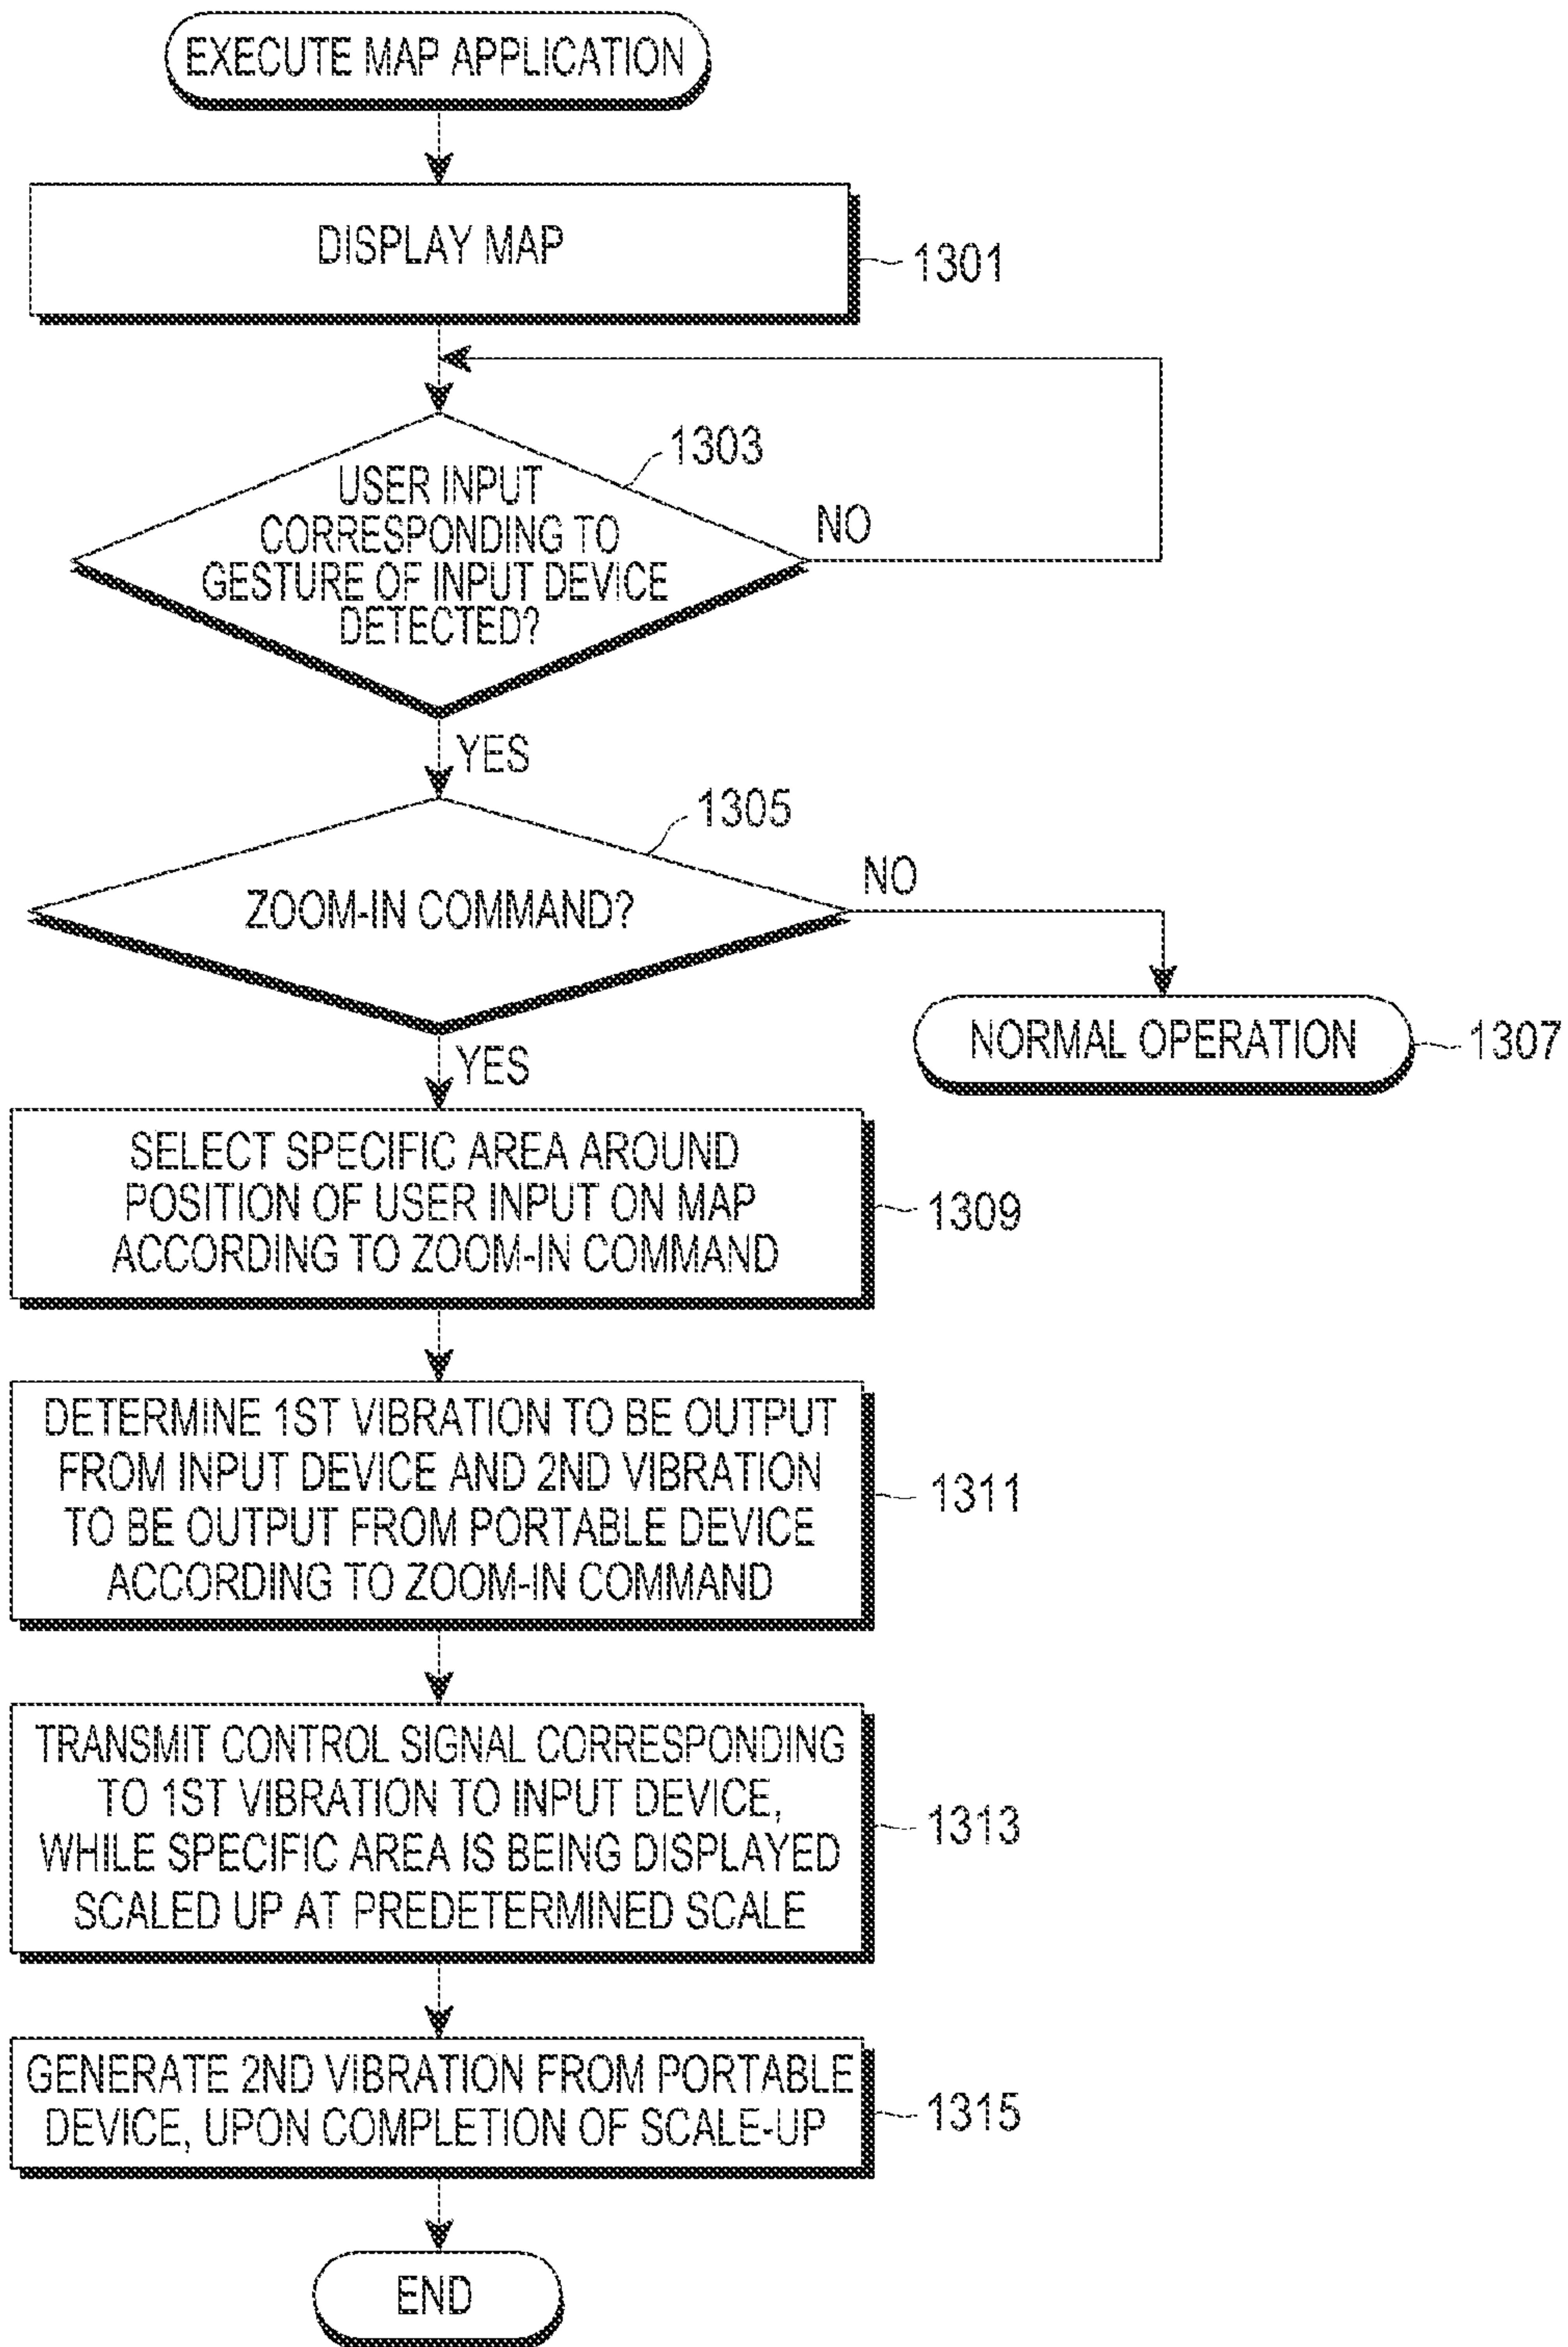 EXECUTE MAP APPLICATION
DISPLAY MAP
1301
1303
USER INPUT
CORRESPONDING TO
GESTURE OF INPUT DEVICE
DETECTED?
NO
YES
1305
ZOOM-IN COMMAND?
NO
YES
NORMAL OPERATION
1307
SELECT SPECIFIC AREA AROUND
POSITION OF USER INPUT ON MAP
ACCORDING TO ZOOM-IN COMMAND
1309
DETERMINE 1ST VIBRATION TO BE OUTPUT
FROM INPUT DEVICE AND 2ND VIBRATION
TO BE OUTPUT FROM PORTABLE DEVICE
ACCORDING TO ZOOM-IN COMMAND
1311
TRANSMIT CONTROL SIGNAL CORRESPONDING
TO 1ST VIBRATION TO INPUT DEVICE,
WHILE SPECIFIC AREA IS BEING DISPLAYED
SCALED UP AT PREDETERMINED SCALE
1313
GENERATE 2ND VIBRATION FROM PORTABLE
DEVICE, UPON COMPLETION OF SCALE-UP
1315
END